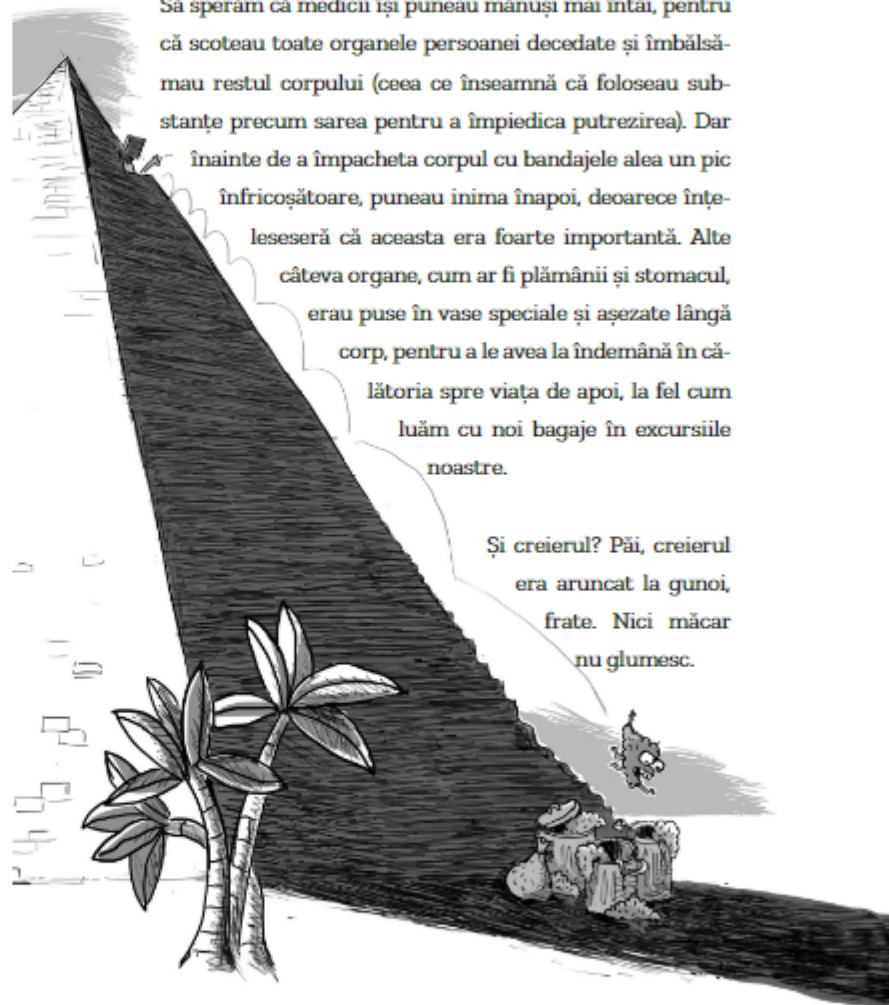 Să sperăm că medicii își puneau mănuși mai întâi, pentru
că scoteau toate organele persoanei decedate și îmbălsă-
mau restul corpului (ceea ce înseamnă că foloseau sub-
stanțe precum sarea pentru a împiedica putrezirea). Dar
înainte de a împacheta corpul cu bandajele alea un pic
înfricoșătoare, puneau inima înapoi, deoarece înțe-
leseseră că aceasta era foarte importantă. Alte
câteva organe, cum ar fi plămânii și stomacul,
erau puse în vase speciale și așezate lângă
corp, pentru a le avea la îndemână în că-
lătoria spre viața de apoi, la fel cum
luăm cu noi bagaje în excursiile
noastre.
Și creierul? Păi, creierul
era aruncat la gunoi,
frate. Nici măcar
nu glumesc.